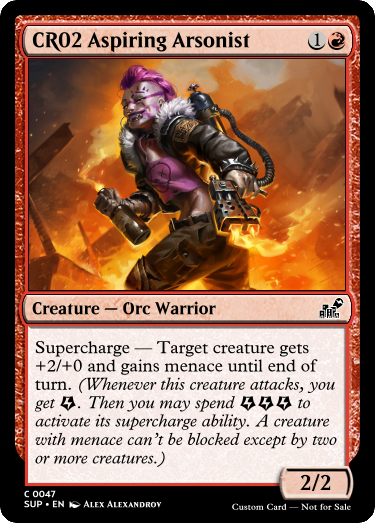 CR02 Aspiring Arsonist 1
Creature — Orc Warrior
Supercharge — Target creature gets
+2/+0 and gains menace until end of
turn. (Whenever this creature attacks, you
get . Then you may spend to
activate its supercharge ability. A creature
with menace can't be blocked except by two
or more creatures.)
2/2
C 0047
SUP • EN Alex Alexandrov
Custom Card — Not for Sale